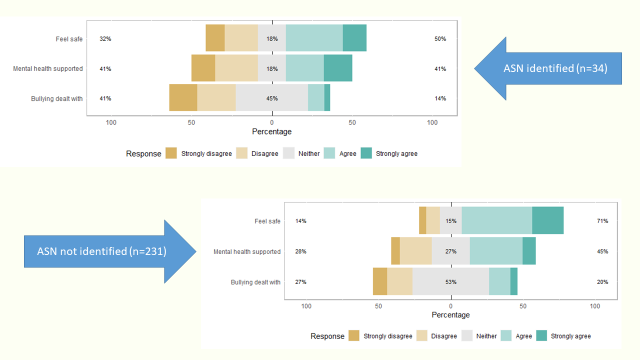 Feel safe 32% 18% 50%
Mental health supported 41% 18% 41%
Bullying dealt with 41% 45% 14%
100 50 0 50 100
Percentage
Response Strongly disagree Disagree Neither Agree Strongly agree
ASN identified (n=34)
ASN not identified (n=231)
Feel safe 14% 15% 71%
Mental health supported 28% 27% 45%
Bullying dealt with 27% 53% 20%
100 50 0 50 100
Percentage
Response Strongly disagree Disagree Neither Agree Strongly agree